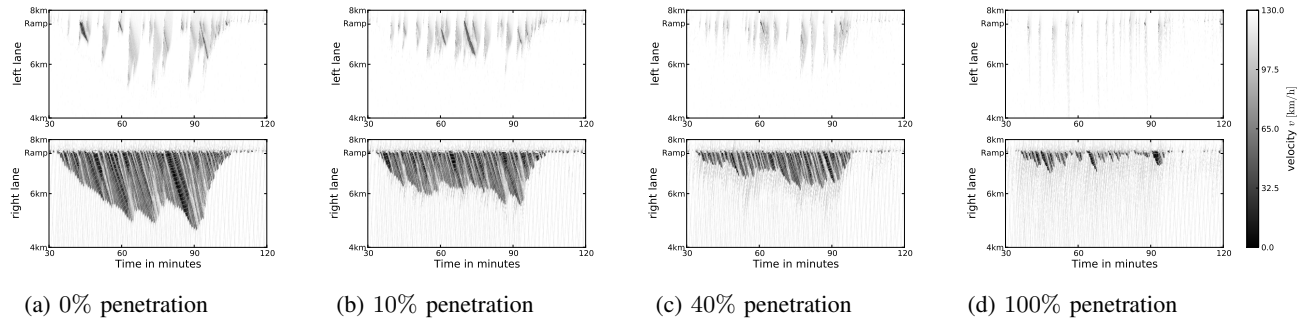 8km
Ramp
left lane
6km
4km
30 60 90 120
8km
Ramp
right lane
6km
4km
30 60 90 120
Time in minutes
(a) 0% penetration
8km
Ramp
left lane
6km
4km
30 60 90 120
8km
Ramp
right lane
6km
4km
30 60 90 120
Time in minutes
(b) 10% penetration
8km
Ramp
left lane
6km
4km
30 60 90 120
8km
Ramp
right lane
6km
4km
30 60 90 120
Time in minutes
(c) 40% penetration
8km
Ramp
left lane
6km
4km
30 60 90 120
8km
Ramp
right lane
6km
4km
30 60 90 120
Time in minutes
(d) 100% penetration
130.0
97.5
65.0
32.5
0.0
velocity v [km/h]